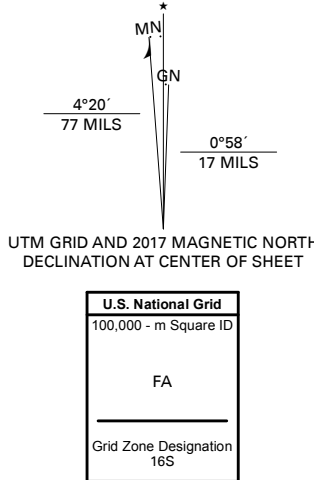 MN
GN
4°20´
77 MILS
0°58´
17 MILS
UTM GRID AND 2017 MAGNETIC NORTH
DECLINATION AT CENTER OF SHEET
U.S. National Grid
100,000 - m Square ID
FA
Grid Zone Designation
16S